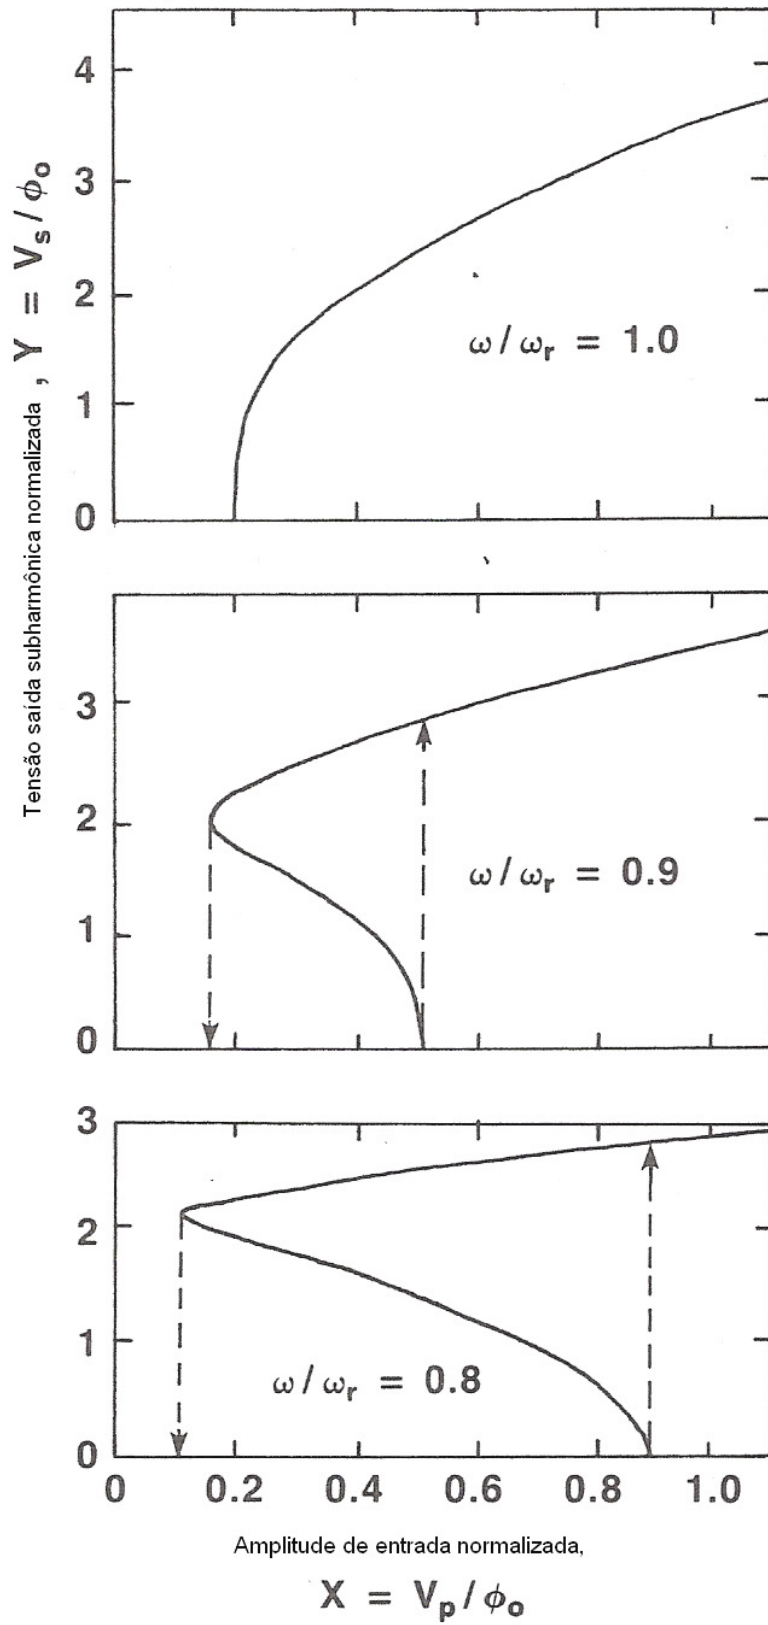 Tensão saída subharmônica normalizada , Y = Vs / ϕo
4
3
2
1
0
ω / ωr = 1.0
3
2
1
0
ω / ωr = 0.9
3
2
1
0
ω / ωr = 0.8
0 0.2 0.4 0.6 0.8 1.0
Amplitude de entrada normalizada,
X = Vp / ϕo